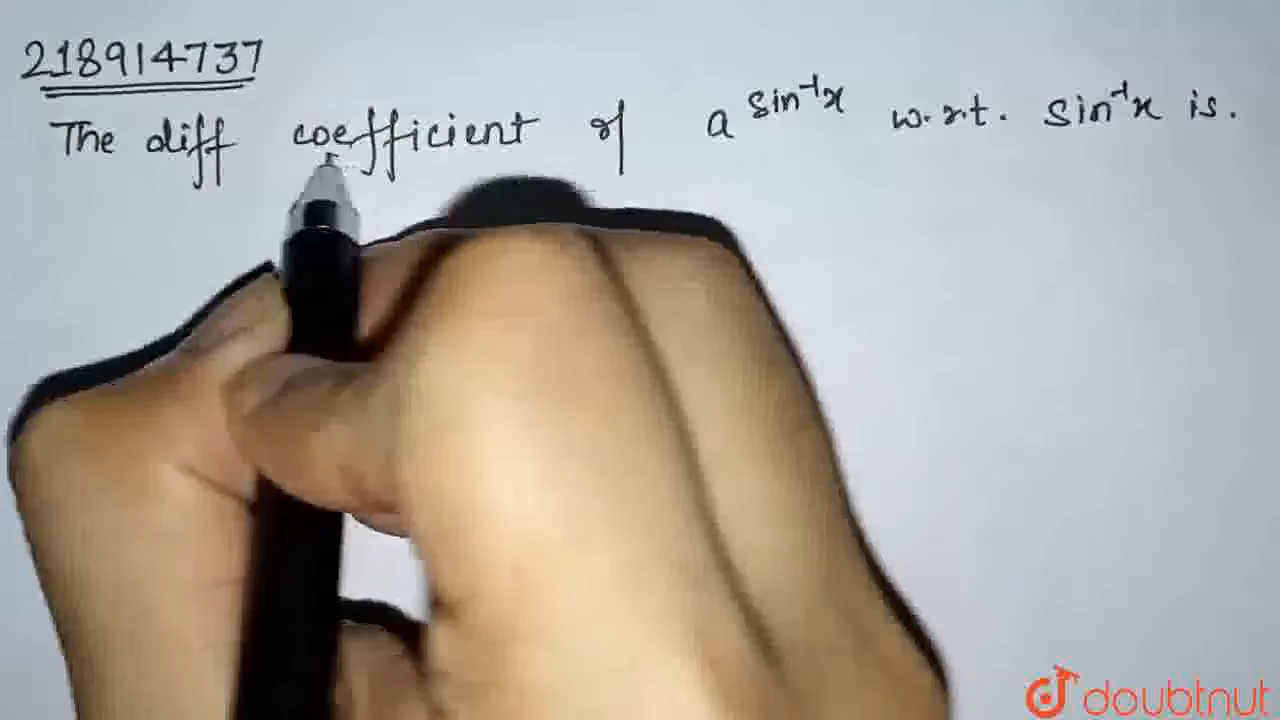 218914737
The diff coefficient of a^sin⁻¹x w.r.t. sin⁻¹x is.
doubtnut